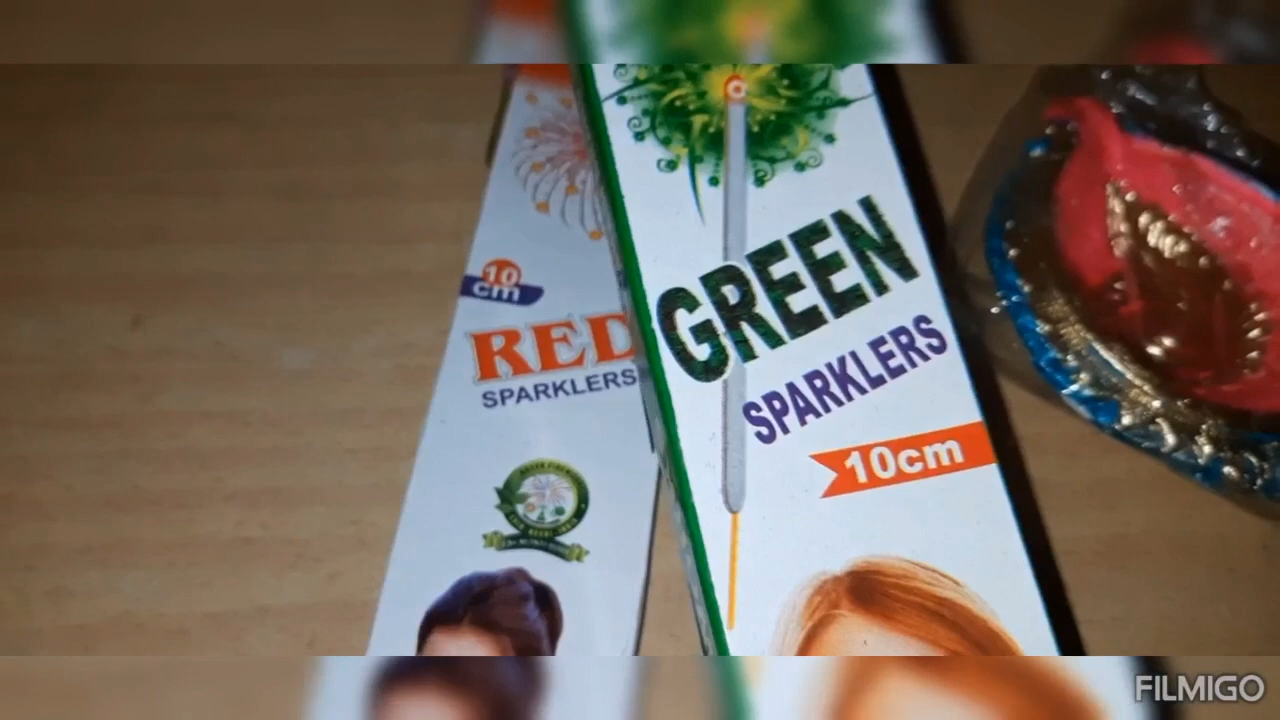 10
cm
RED
SPARKLERS
GREEN
SPARKLERS
10cm
FILMIGO